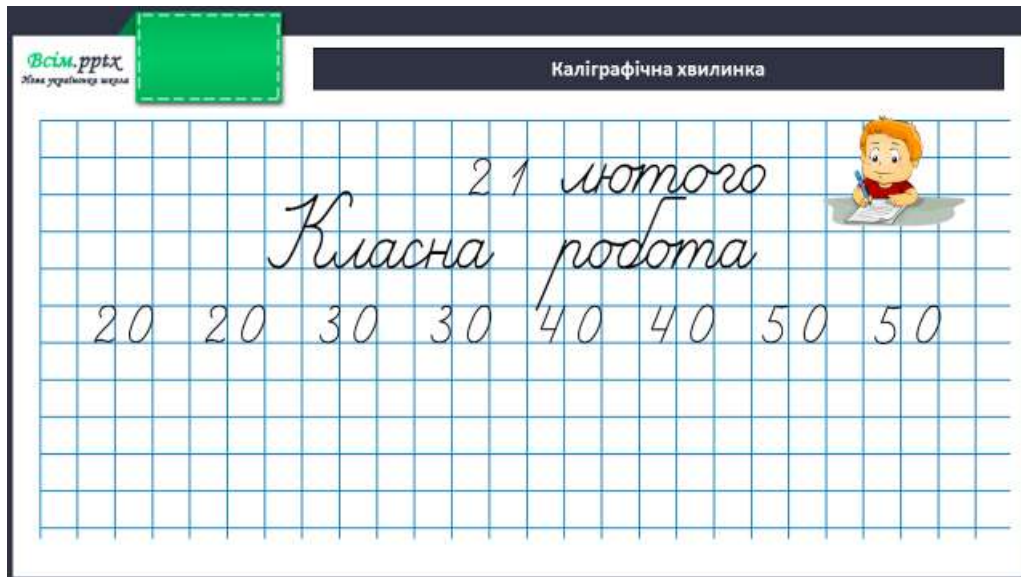 Всім.pptx
Нова українська школа
Каліграфічна хвилинка
21 лютого
Класна робота
20 20 30 30 40 40 50 50